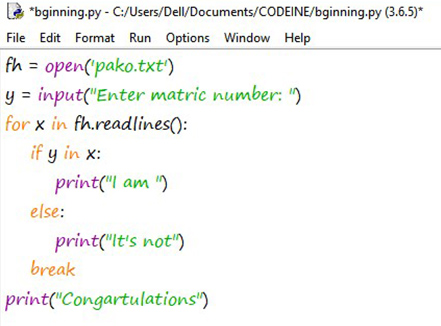 *bginning.py - C:/Users/Dell/Documents/CODEINE/bginning.py (3.6.5)*
File Edit Format Run Options Window Help
fh = open('pako.txt')
y = input("Enter matric number: ")
for x in fh.readlines():
    if y in x:
        print("I am ")
    else:
        print("It's not")
    break
print("Congartulations")